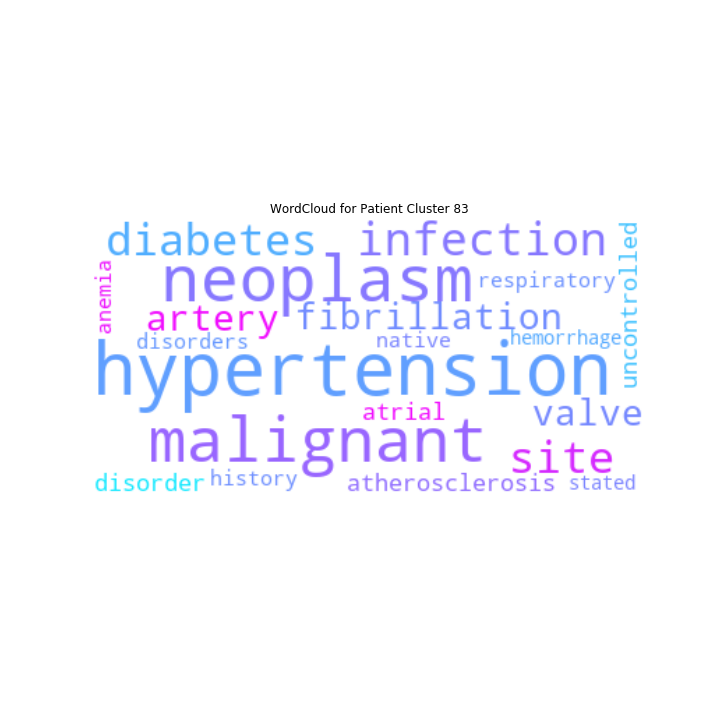 WordCloud for Patient Cluster 83
diabetes
infection
uncontrolled
neoplasm
respiratory
anemia
artery
fibrillation
disorders
native
hemorrhage
hypertension
atrial
valve
malignant
site
disorder
history
atherosclerosis
stated